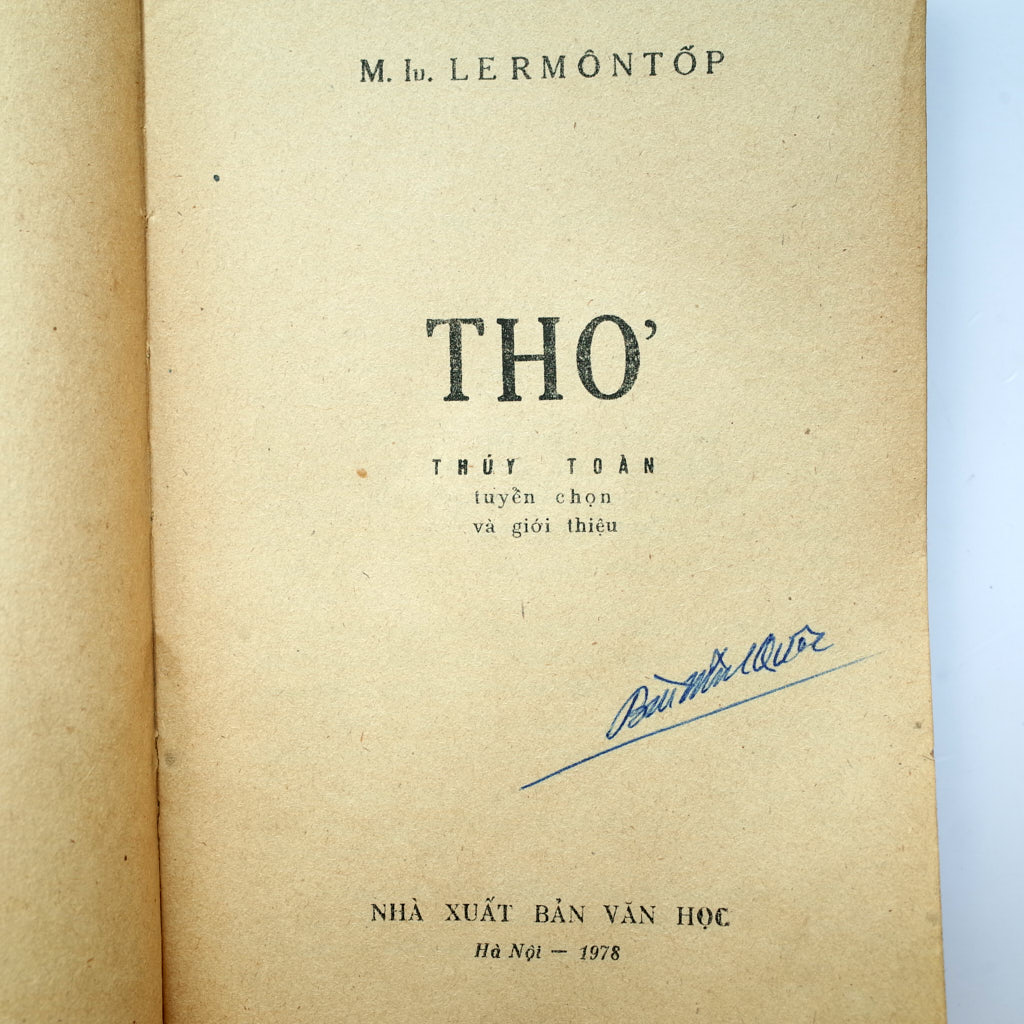 M. Iu. LERMÔNTỐP
THƠ
THÚY TOÀN
tuyển chọn
và giới thiệu
NHÀ XUẤT BẢN VĂN HỌC
Hà Nội — 1978